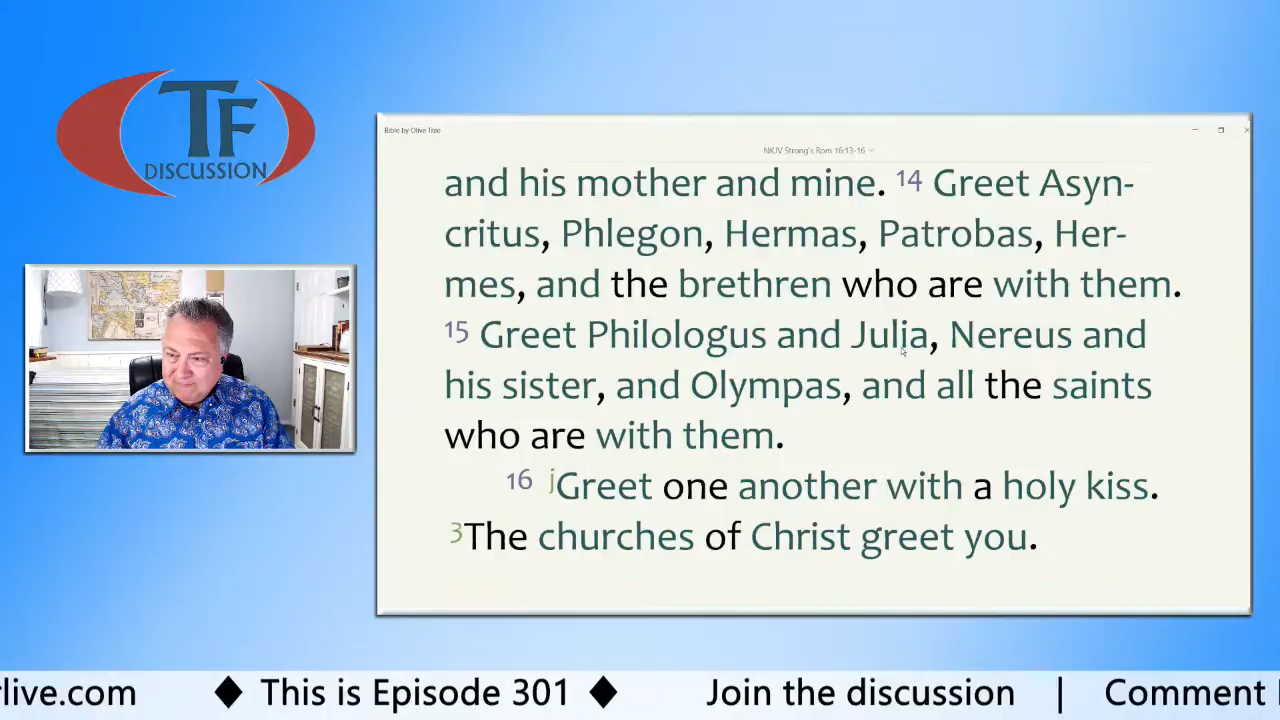 TF
DISCUSSION
Bible by Olive Tree
NKJV Strong's Rom 16:13-16
and his mother and mine. 14 Greet Asyn-
critus, Phlegon, Hermas, Patrobas, Her-
mes, and the brethren who are with them.
15 Greet Philologus and Julia, Nereus and
his sister, and Olympas, and all the saints
who are with them.
16 jGreet one another with a holy kiss.
3The churches of Christ greet you.
rlive.com ◆ This is Episode 301 ◆ Join the discussion | Comment